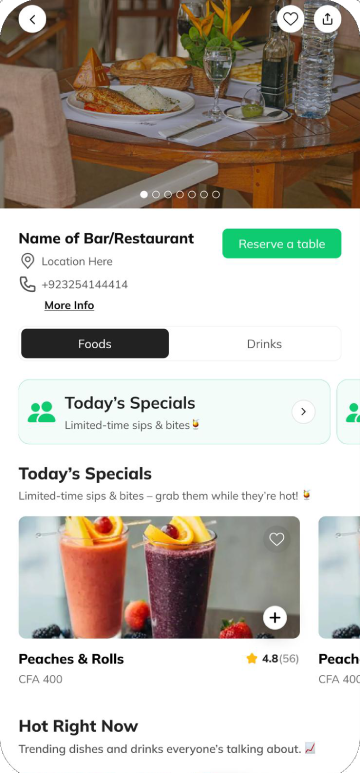 Name of Bar/Restaurant
Reserve a table
Location Here
+923254144414
More Info
Foods
Drinks
Today's Specials
Limited-time sips & bites🍹
Today's Specials
Limited-time sips & bites – grab them while they're hot! 🍹
Peaches & Rolls
4.8(56)
Peach
CFA 400
CFA 400
Hot Right Now
Trending dishes and drinks everyone's talking about. 📈